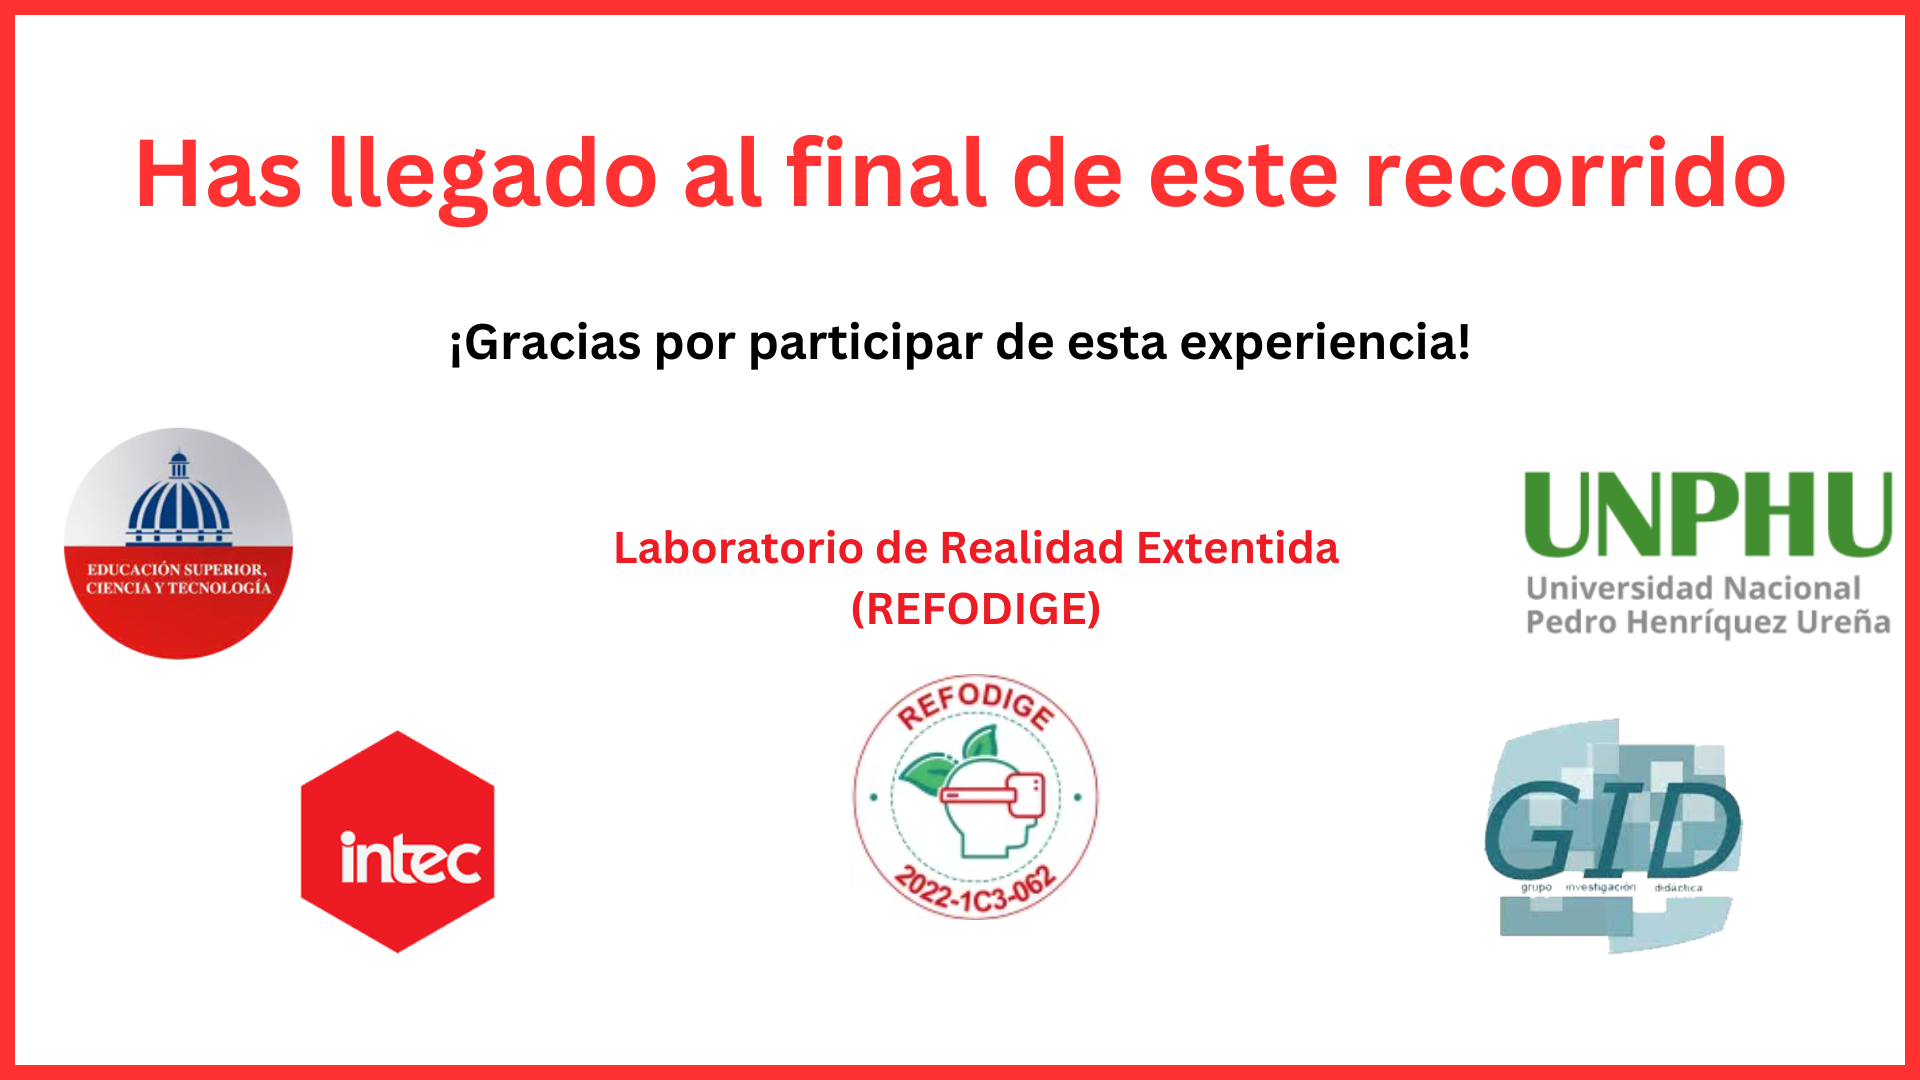 Has llegado al final de este recorrido
¡Gracias por participar de esta experiencia!
EDUCACIÓN SUPERIOR,
CIENCIA Y TECNOLOGÍA
Laboratorio de Realidad Extentida
(REFODIGE)
UNPHU
Universidad Nacional
Pedro Henríquez Ureña
intec
REFODIGE
2022-1C3-062
GID
grupo investigación didáctica